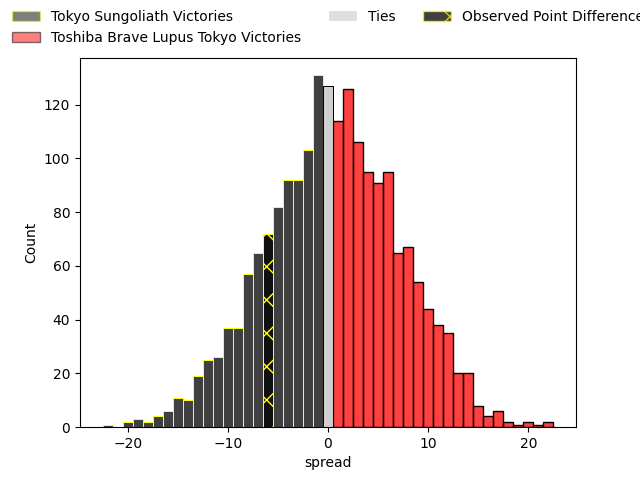 Tokyo Sungoliath Victories
Toshiba Brave Lupus Tokyo Victories
Ties
Observed Point Difference
120
100
80
60
40
20
0
Count
−20
−10
0
10
20
spread